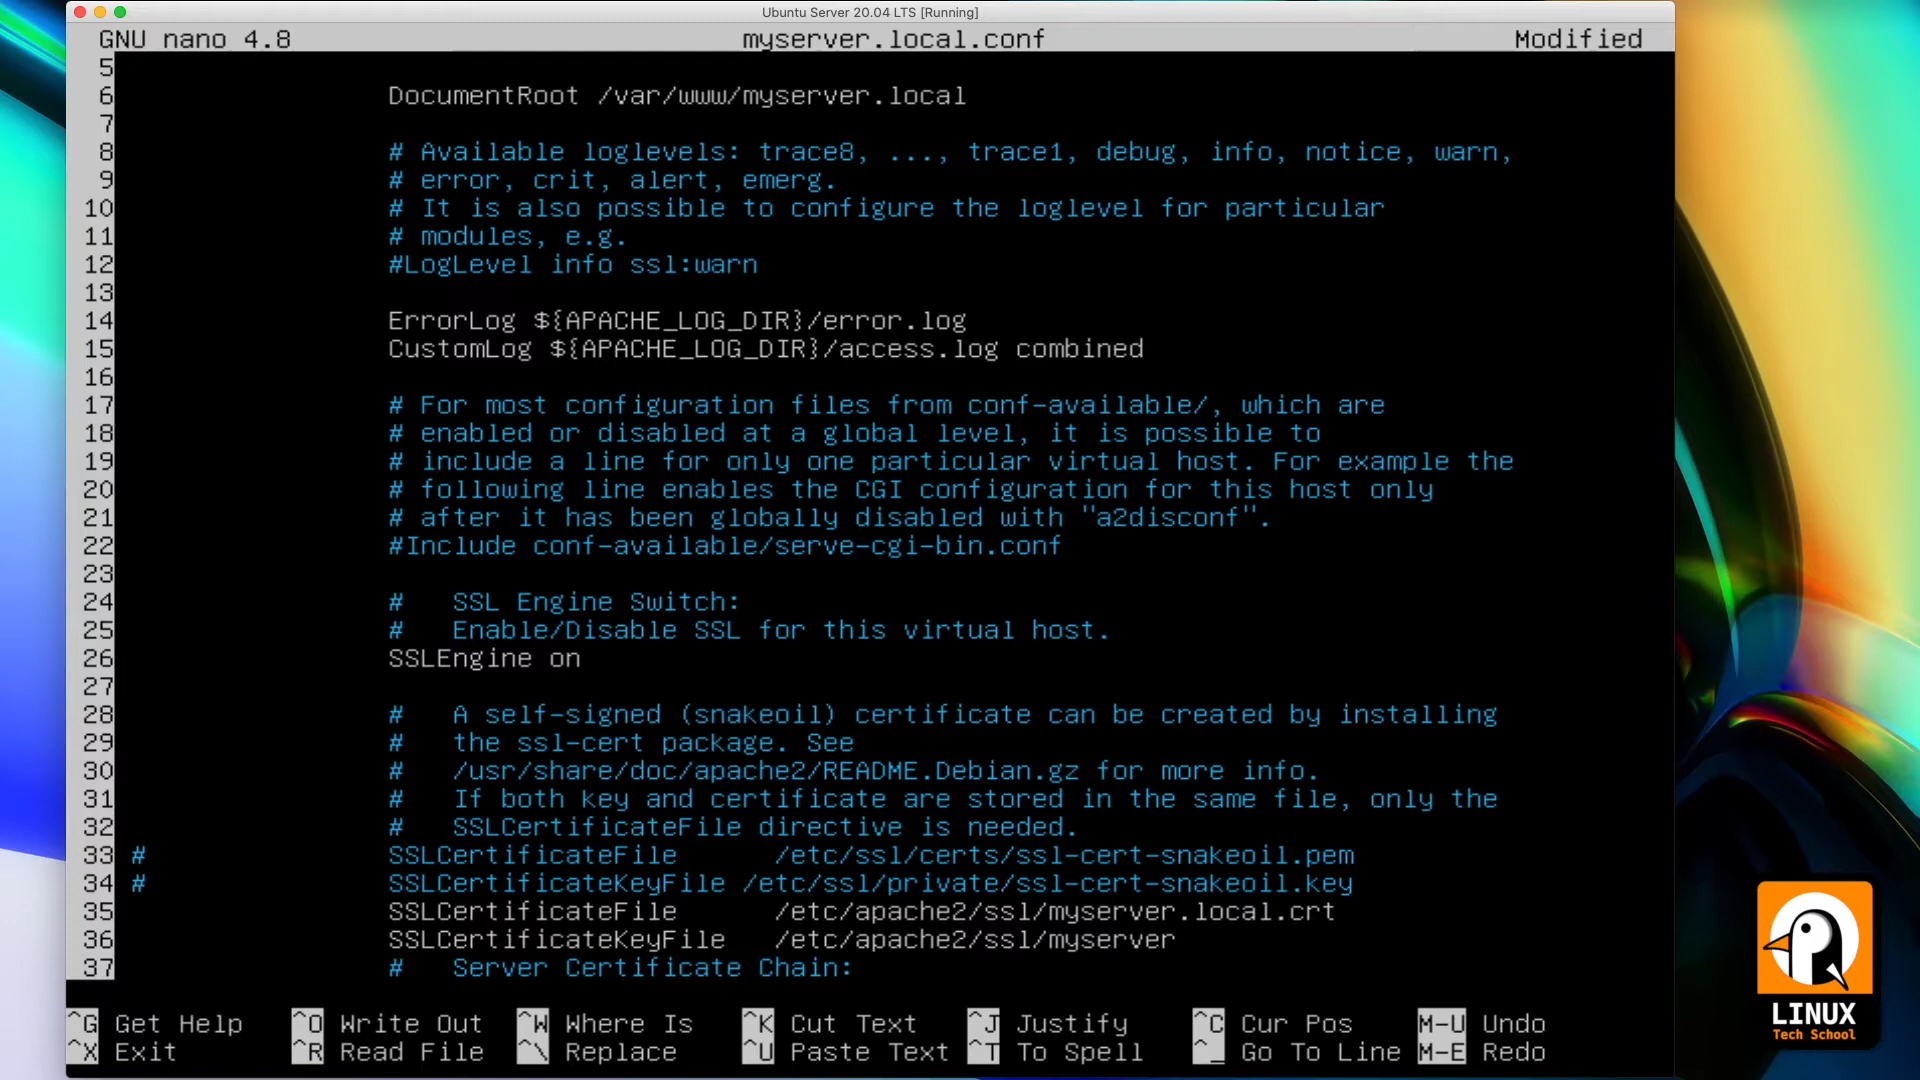 Ubuntu Server 20.04 LTS [Running]
GNU nano 4.8 myserver.local.conf Modified
5
6 DocumentRoot /var/www/myserver.local
7
8 # Available loglevels: trace8, ..., trace1, debug, info, notice, warn,
9 # error, crit, alert, emerg.
10 # It is also possible to configure the loglevel for particular
11 # modules, e.g.
12 #LogLevel info ssl:warn
13
14 ErrorLog ${APACHE_LOG_DIR}/error.log
15 CustomLog ${APACHE_LOG_DIR}/access.log combined
16
17 # For most configuration files from conf-available/, which are
18 # enabled or disabled at a global level, it is possible to
19 # include a line for only one particular virtual host. For example the
20 # following line enables the CGI configuration for this host only
21 # after it has been globally disabled with "a2disconf".
22 #Include conf-available/serve-cgi-bin.conf
23
24 # SSL Engine Switch:
25 # Enable/Disable SSL for this virtual host.
26 SSLEngine on
27
28 # A self-signed (snakeoil) certificate can be created by installing
29 # the ssl-cert package. See
30 # /usr/share/doc/apache2/README.Debian.gz for more info.
31 # If both key and certificate are stored in the same file, only the
32 # SSLCertificateFile directive is needed.
33 # SSLCertificateFile /etc/ssl/certs/ssl-cert-snakeoil.pem
34 # SSLCertificateKeyFile /etc/ssl/private/ssl-cert-snakeoil.key
35 SSLCertificateFile /etc/apache2/ssl/myserver.local.crt
36 SSLCertificateKeyFile /etc/apache2/ssl/myserver
37 # Server Certificate Chain:
^G Get Help ^O Write Out ^W Where Is ^K Cut Text ^J Justify ^C Cur Pos M-U Undo
^X Exit ^R Read File ^\ Replace ^U Paste Text ^T To Spell ^_ Go To Line M-E Redo
LINUX
Tech School